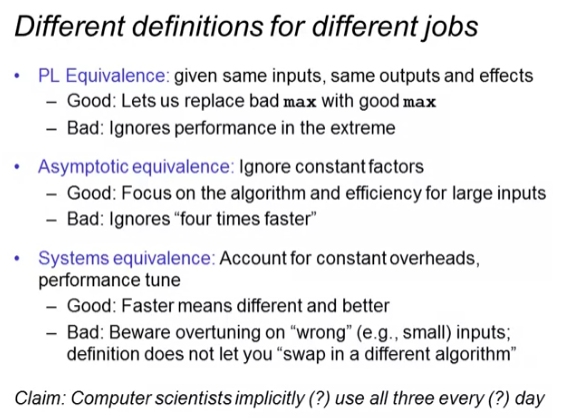 Different definitions for different jobs
• PL Equivalence: given same inputs, same outputs and effects
– Good: Lets us replace bad max with good max
– Bad: Ignores performance in the extreme
• Asymptotic equivalence: Ignore constant factors
– Good: Focus on the algorithm and efficiency for large inputs
– Bad: Ignores “four times faster”
• Systems equivalence: Account for constant overheads,
performance tune
– Good: Faster means different and better
– Bad: Beware overtuning on “wrong” (e.g., small) inputs;
definition does not let you “swap in a different algorithm”
Claim: Computer scientists implicitly (?) use all three every (?) day